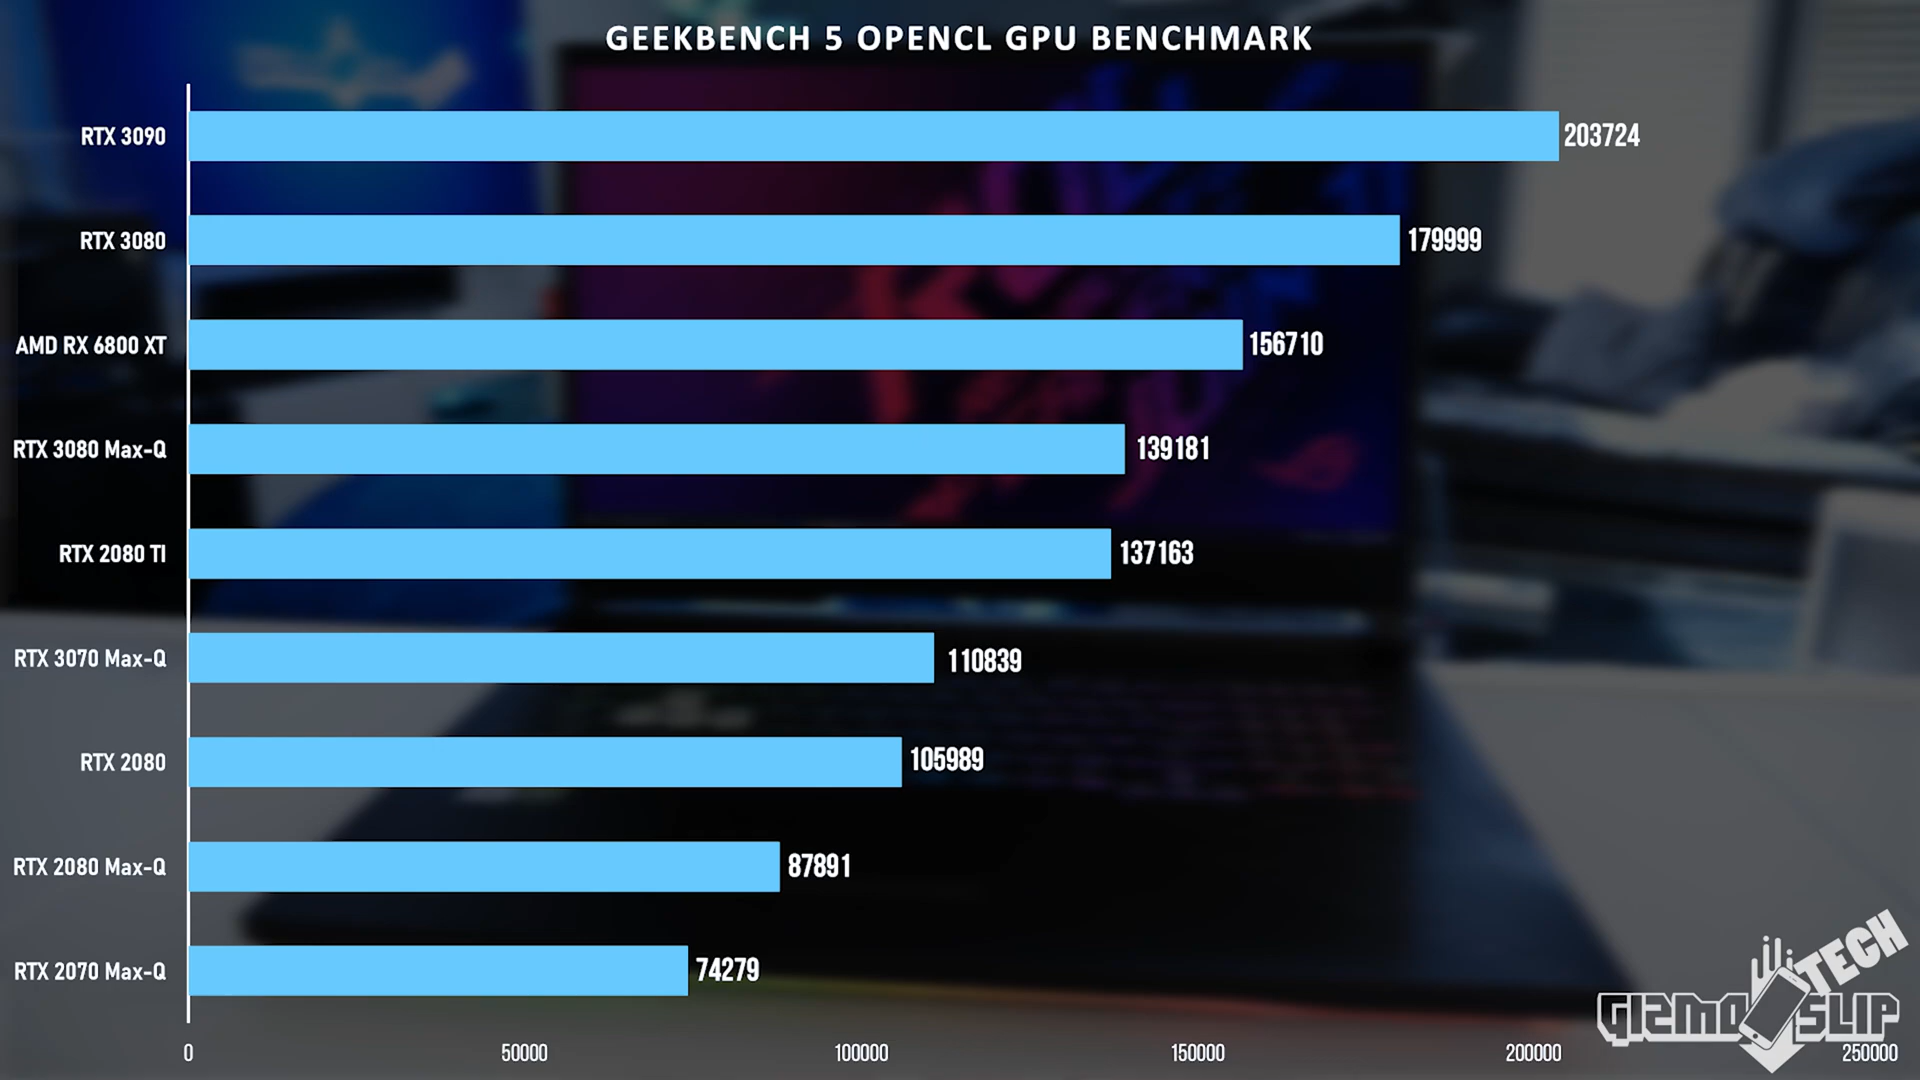 GEEKBENCH 5 OPENCL GPU BENCHMARK
RTX 3090 203724
RTX 3080 179999
AMD RX 6800 XT 156710
RTX 3080 Max-Q 139181
RTX 2080 TI 137163
RTX 3070 Max-Q 110839
RTX 2080 105989
RTX 2080 Max-Q 87891
RTX 2070 Max-Q 74279
0 50000 100000 150000 200000 250000
GIZMO SLIP
TECH